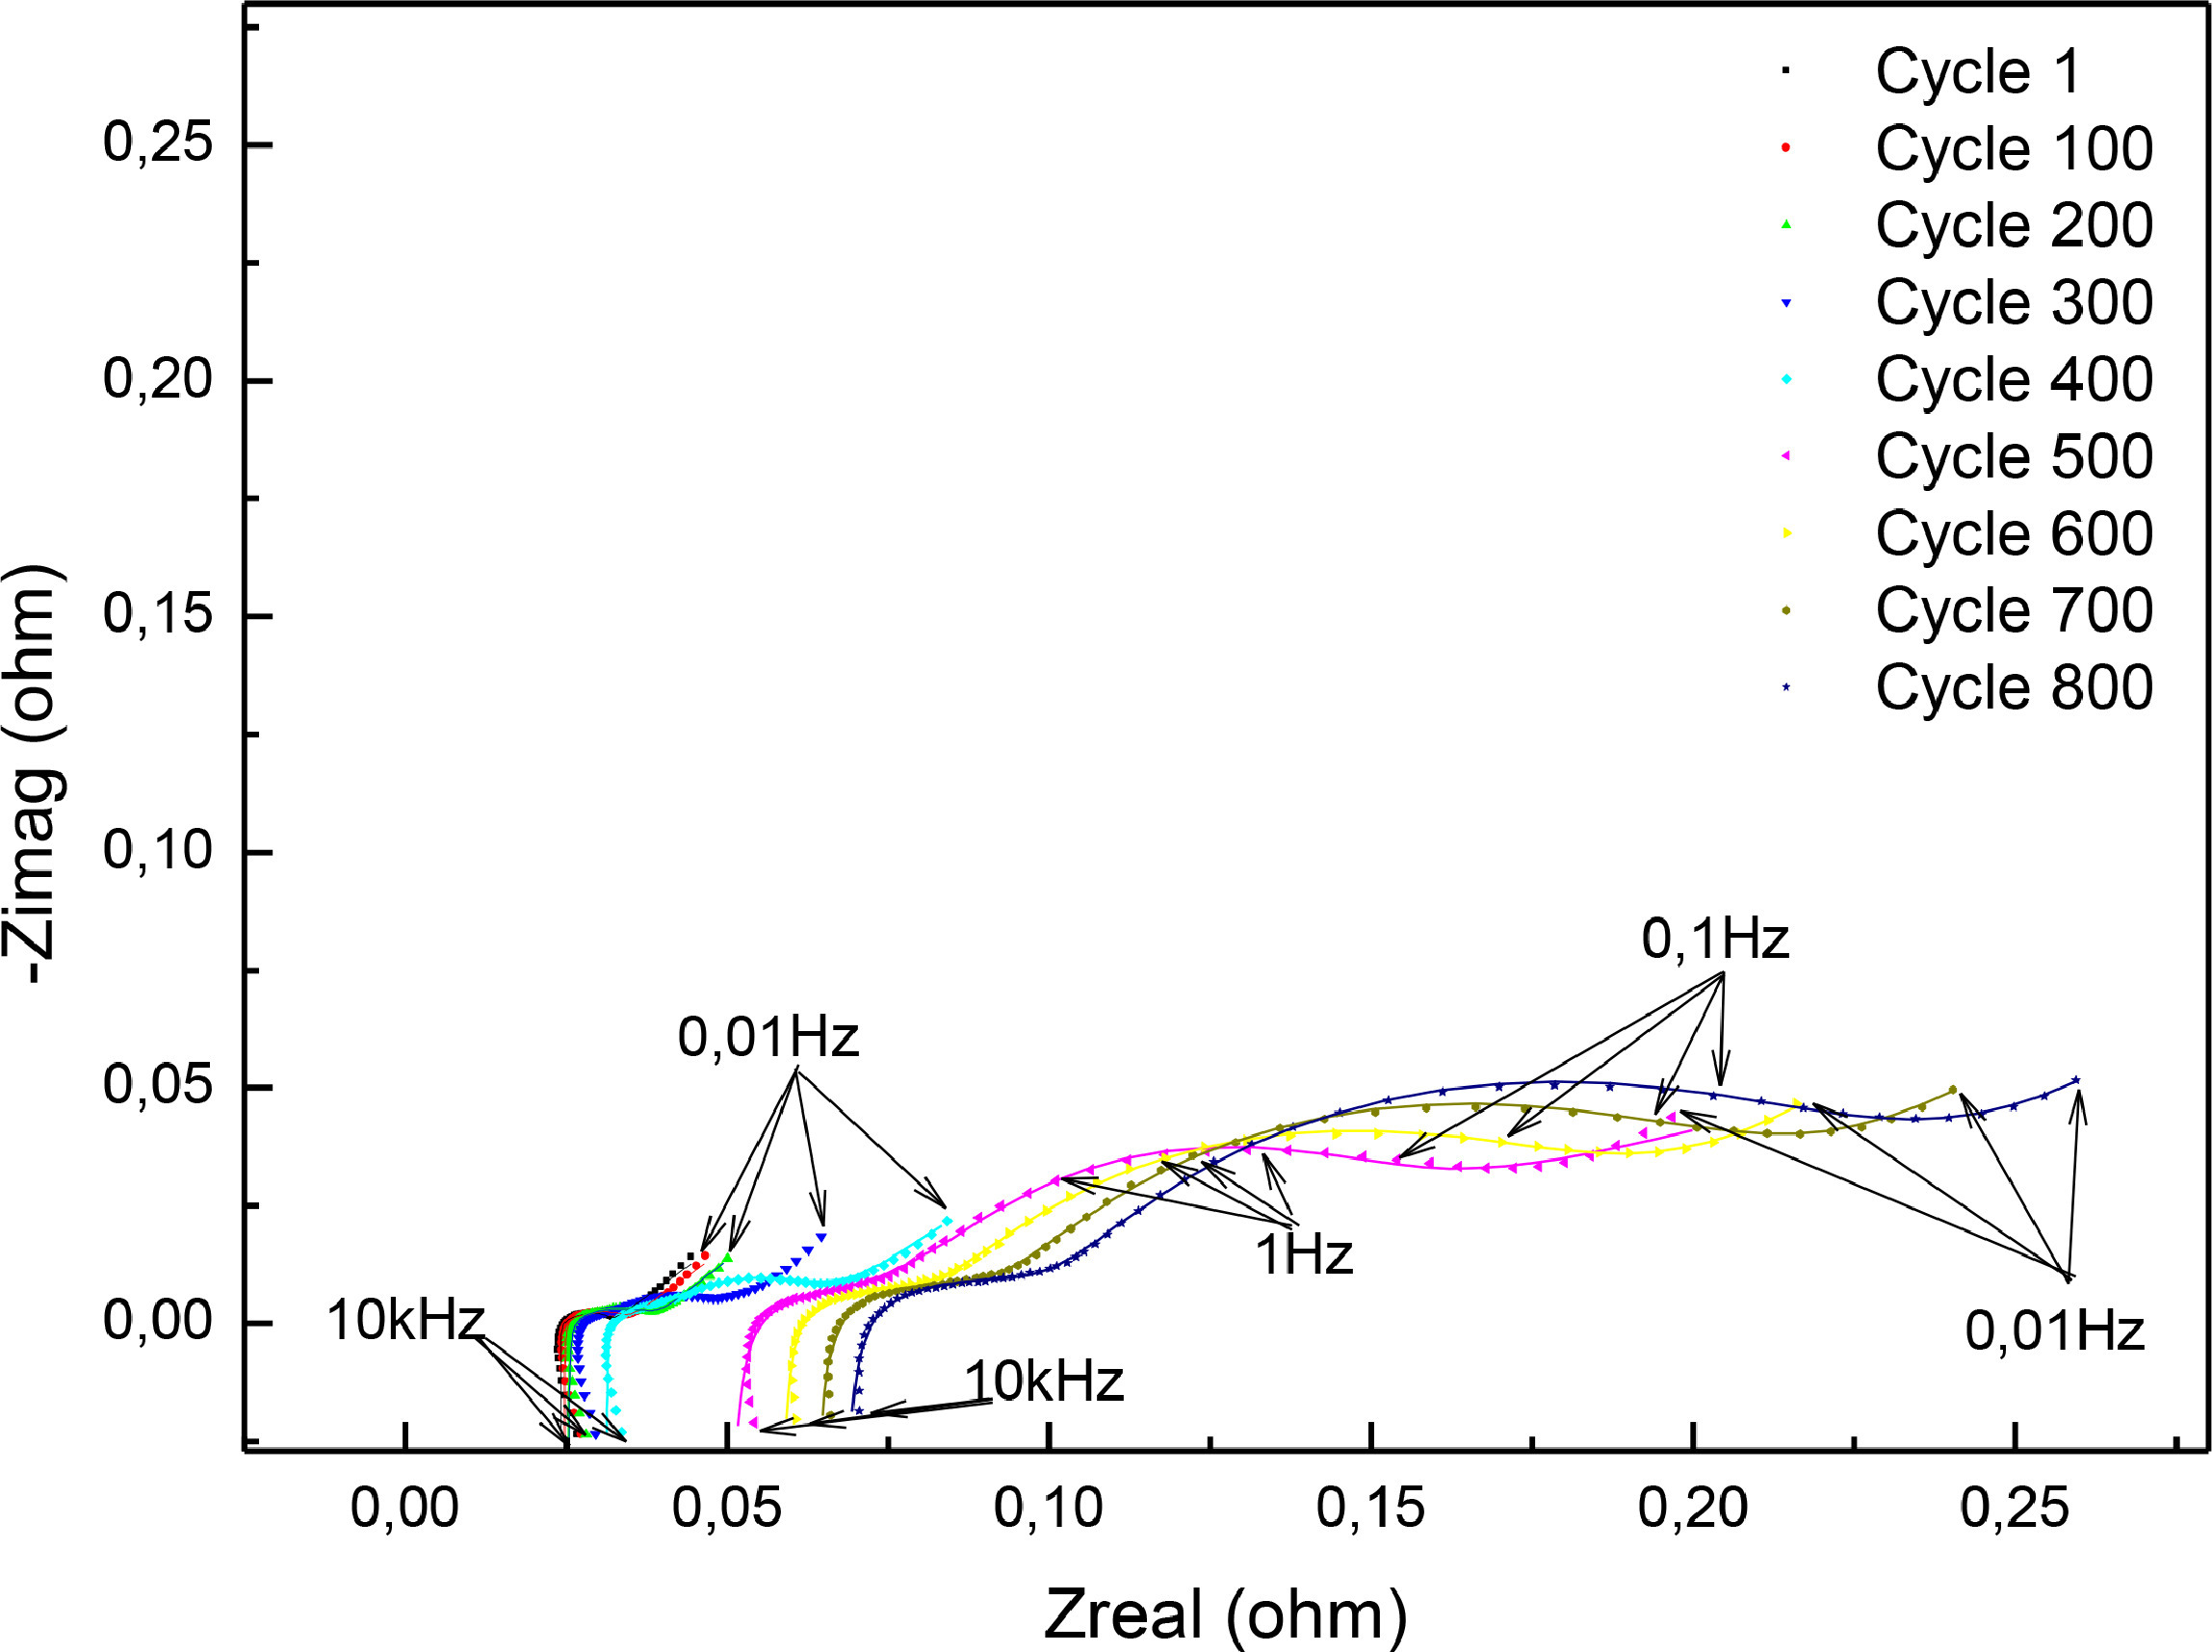 Cycle 1
Cycle 100
Cycle 200
Cycle 300
Cycle 400
Cycle 500
Cycle 600
Cycle 700
Cycle 800
0,25
0,20
0,15
0,10
0,05
0,00
-Zimag (ohm)
0,1Hz
0,01Hz
1Hz
10kHz
10kHz
0,01Hz
0,00
0,05
0,10
0,15
0,20
0,25
Zreal (ohm)